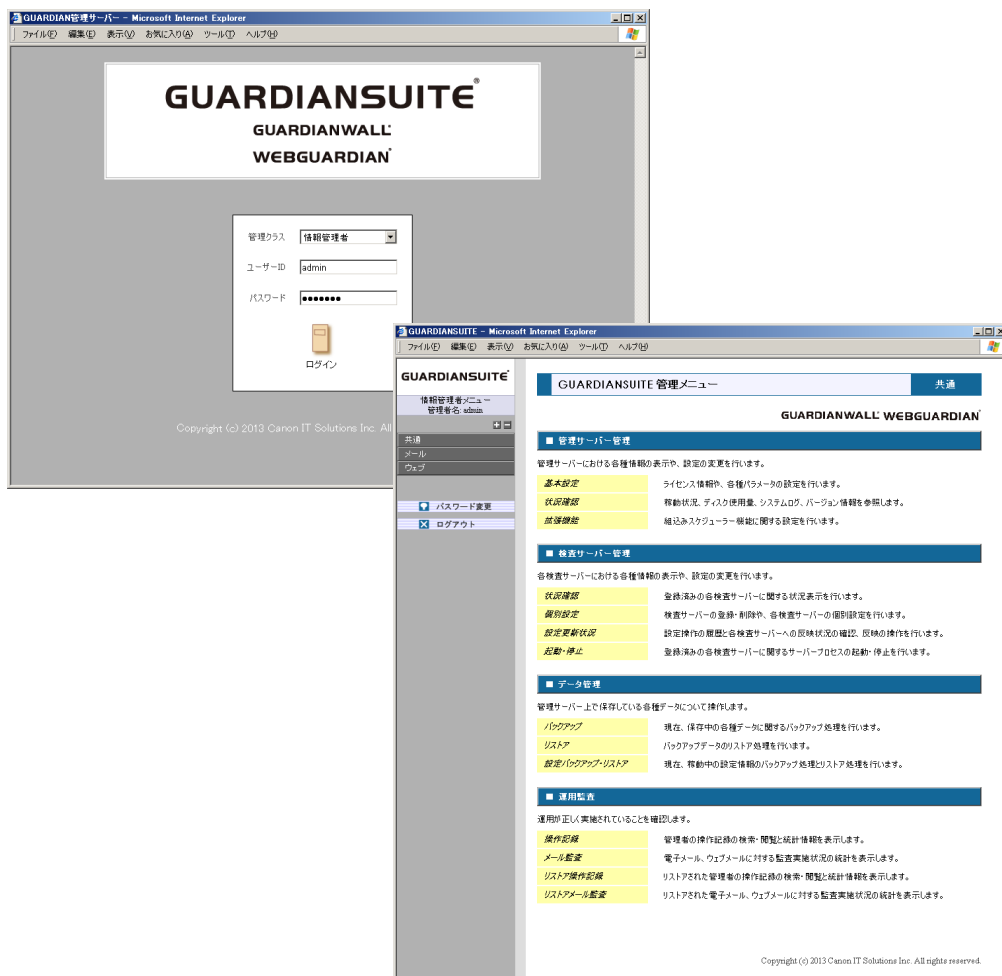 GUARDIAN管理サーバー - Microsoft Internet Explorer
ファイル(F) 編集(E) 表示(V) お気に入り(A) ツール(T) ヘルプ(H)
GUARDIANSUITE®
GUARDIANWALL
WEBGUARDIAN
管理クラス 情報管理者
ユーザーID admin
パスワード ●●●●●●●
ログイン
Copyright (c) 2013 Canon IT Solutions Inc. All
GUARDIANSUITE - Microsoft Internet Explorer
ファイル(F) 編集(E) 表示(V) お気に入り(A) ツール(T) ヘルプ(H)
GUARDIANSUITE
情報管理者メニュー
管理者名: admin
共通
メール
ウェブ
パスワード変更
ログアウト
GUARDIANSUITE 管理メニュー 共通
GUARDIANWALL WEBGUARDIAN
■ 管理サーバー管理
管理サーバーにおける各種情報の表示や、設定の変更を行います。
基本設定 ライセンス情報や、各種パラメータの設定を行います。
状況確認 稼動状況、ディスク使用量、システムログ、バージョン情報を参照します。
拡張機能 組込みスケジューラー機能に関する設定を行います。
■ 検査サーバー管理
各検査サーバーにおける各種情報の表示や、設定の変更を行います。
状況確認 登録済みの各検査サーバーに関する状況表示を行います。
個別設定 検査サーバーの登録・削除や、各検査サーバーの個別設定を行います。
設定更新状況 設定操作の履歴と各検査サーバーへの反映状況の確認、反映の操作を行います。
起動・停止 登録済みの各検査サーバーに関するサーバープロセスの起動・停止を行います。
■ データ管理
管理サーバー上で保存している各種データについて操作します。
バックアップ 現在、保存中の各種データに関するバックアップ処理を行います。
リストア バックアップデータのリストア処理を行います。
設定バックアップ・リストア 現在、稼動中の設定情報のバックアップ処理とリストア処理を行います。
■ 運用監査
運用が正しく実施されていることを確認します。
操作記録 管理者の操作記録の検索・閲覧と統計情報を表示します。
メール監査 電子メール、ウェブメールに対する監査実施状況の統計を表示します。
リストア操作記録 リストアされた管理者の操作記録の検索・閲覧と統計情報を表示します。
リストアメール監査 リストアされた電子メール、ウェブメールに対する監査実施状況の統計を表示します。
Copyright (c) 2013 Canon IT Solutions Inc. All rights reserved.